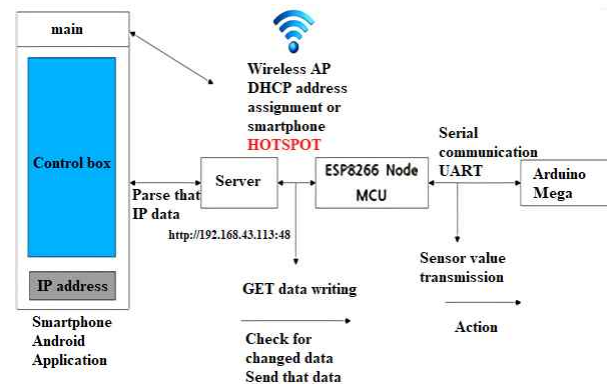 main
Control box
IP address
Smartphone
Android
Application
Wireless AP
DHCP address
assignment or
smartphone
HOTSPOT
Parse that
IP data
Server
http://192.168.43.113:48
ESP8266 Node
MCU
GET data writing
Check for
changed data
Send that data
Serial
communication
UART
Arduino
Mega
Sensor value
transmission
Action